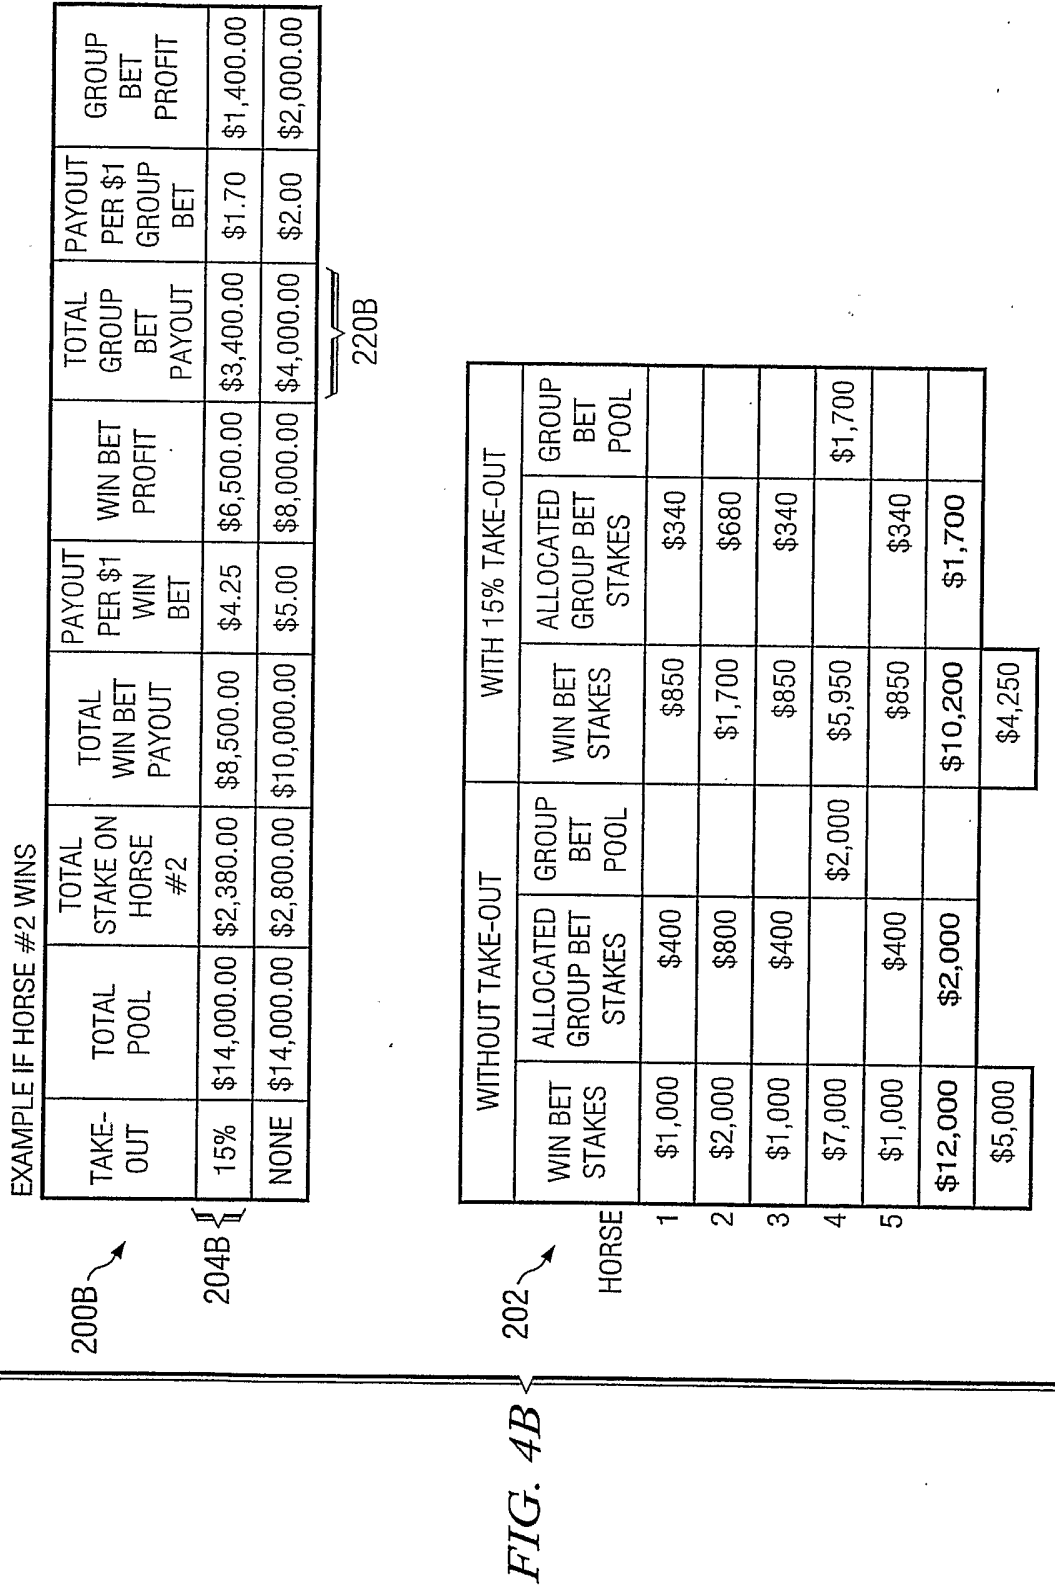 EXAMPLE IF HORSE #2 WINS
TAKE-OUT | TOTAL POOL | TOTAL STAKE ON HORSE #2 | TOTAL WIN BET PAYOUT | PAYOUT PER $1 WIN BET | WIN BET PROFIT | TOTAL GROUP BET PAYOUT | PAYOUT PER $1 GROUP BET | GROUP BET PROFIT
15% | $14,000.00 | $2,380.00 | $8,500.00 | $4.25 | $6,500.00 | $3,400.00 | $1.70 | $1,400.00
NONE | $14,000.00 | $2,800.00 | $10,000.00 | $5.00 | $8,000.00 | $4,000.00 | $2.00 | $2,000.00
200B
204B
220B
202
WITHOUT TAKE-OUT | WITH 15% TAKE-OUT
HORSE | WIN BET STAKES | ALLOCATED GROUP BET STAKES | GROUP BET POOL | WIN BET STAKES | ALLOCATED GROUP BET STAKES | GROUP BET POOL
1 | $1,000 | $400 | | $850 | $340 |
2 | $2,000 | $800 | | $1,700 | $680 |
3 | $1,000 | $400 | | $850 | $340 |
4 | $7,000 | | $2,000 | $5,950 | | $1,700
5 | $1,000 | $400 | | $850 | $340 |
$12,000 | $2,000 | | $10,200 | $1,700 |
$5,000 | $4,250
FIG. 4B